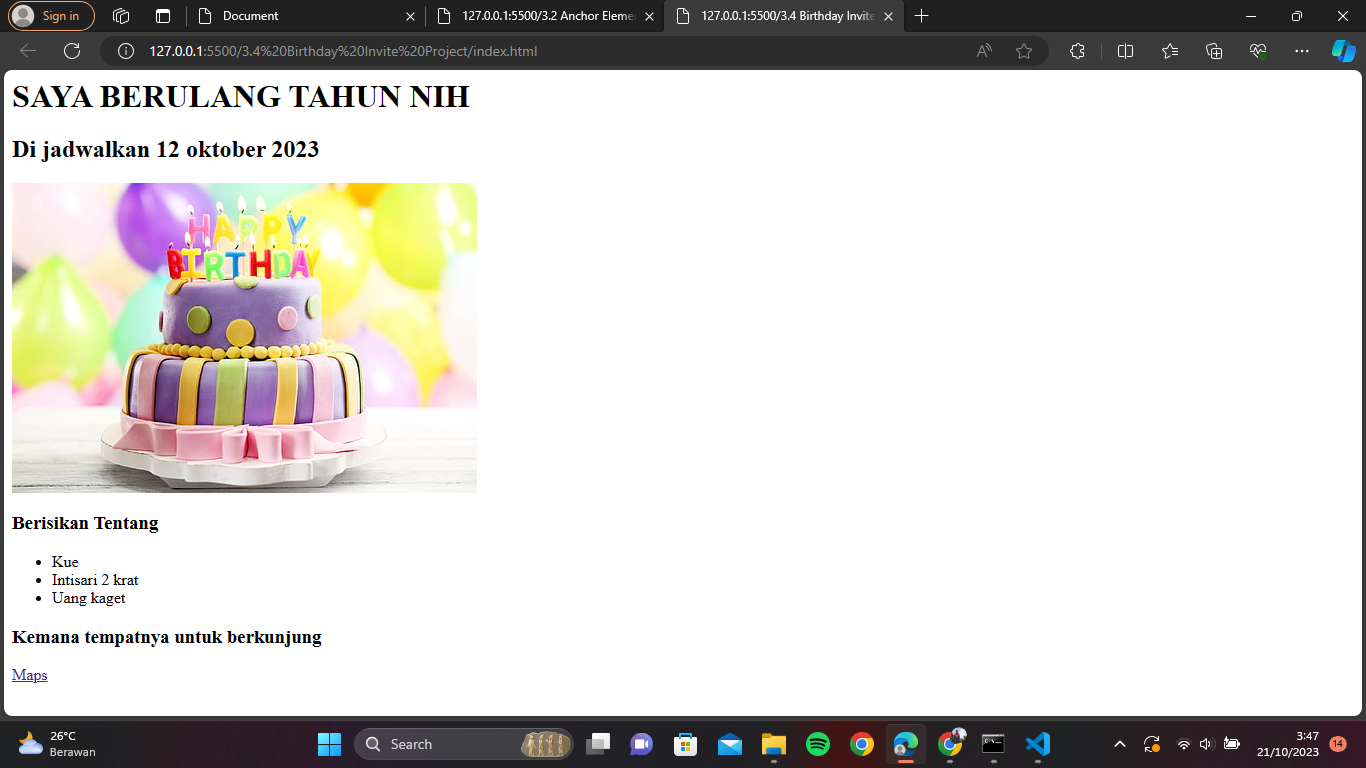 Sign in
Document
127.0.0.1:5500/3.2 Anchor Eleme
127.0.0.1:5500/3.4 Birthday Invite
127.0.0.1:5500/3.4%20Birthday%20Invite%20Project/index.html
SAYA BERULANG TAHUN NIH
Di jadwalkan 12 oktober 2023
HAPPY
BIRTHDAY
Berisikan Tentang
Kue
Intisari 2 krat
Uang kaget
Kemana tempatnya untuk berkunjung
Maps
26°C
Berawan
Search
3:47
21/10/2023
14